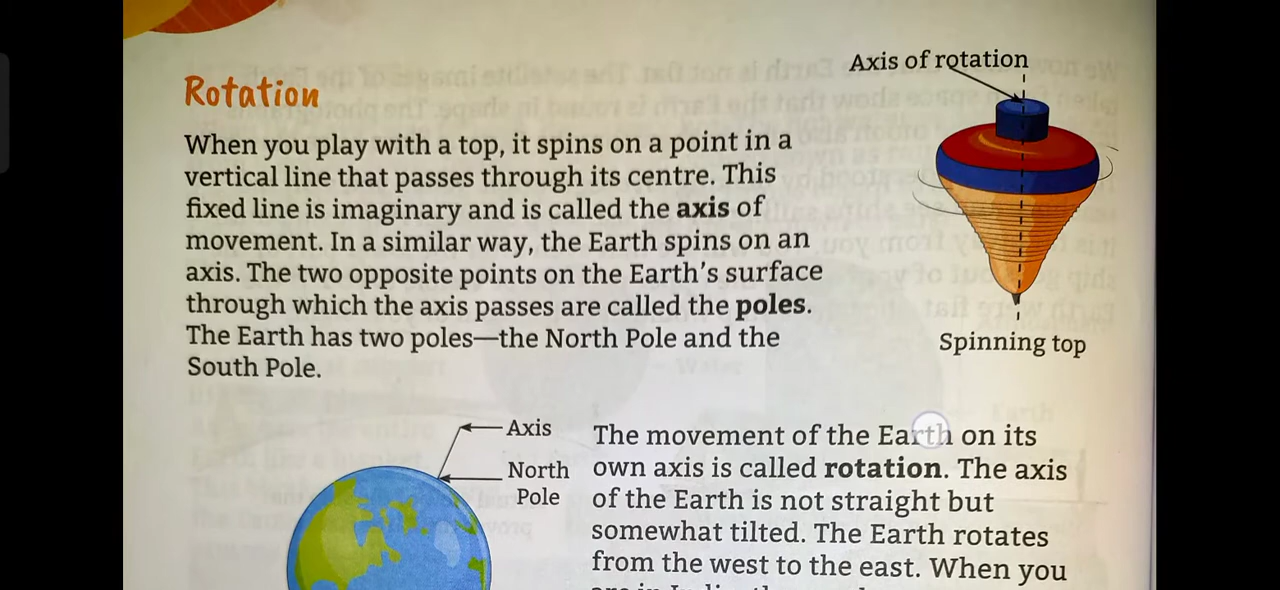 Rotation
When you play with a top, it spins on a point in a
vertical line that passes through its centre. This
fixed line is imaginary and is called the axis of
movement. In a similar way, the Earth spins on an
axis. The two opposite points on the Earth's surface
through which the axis passes are called the poles.
The Earth has two poles—the North Pole and the
South Pole.
Axis of rotation
Spinning top
Axis
North
Pole
The movement of the Earth on its
own axis is called rotation. The axis
of the Earth is not straight but
somewhat tilted. The Earth rotates
from the west to the east. When you